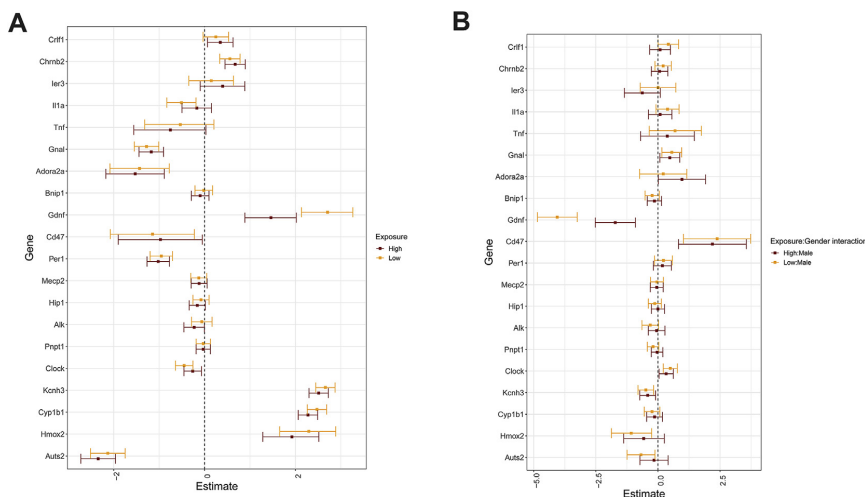 A
Crlf1
Chrnb2
Ier3
Il1a
Tnf
Gnal
Adora2a
Bnip1
Gdnf
Cd47
Per1
Mecp2
Hip1
Alk
Pnpt1
Clock
Kcnh3
Cyp1b1
Hmox2
Auts2
Gene
−2
0
2
Estimate
Exposure
High
Low
B
Crlf1
Chrnb2
Ier3
Il1a
Tnf
Gnal
Adora2a
Bnip1
Gdnf
Cd47
Per1
Mecp2
Hip1
Alk
Pnpt1
Clock
Kcnh3
Cyp1b1
Hmox2
Auts2
Gene
−5.0
−2.5
0.0
2.5
Estimate
Exposure:Gender interaction
High:Male
Low:Male